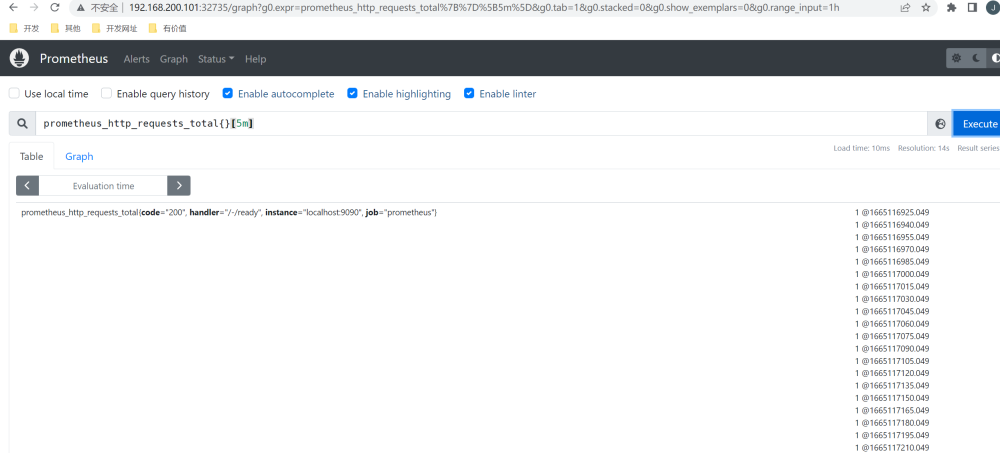 不安全 192.168.200.101:32735/graph?g0.expr=prometheus_http_requests_total%7B%7D%5B5m%5D&g0.tab=1&g0.stacked=0&g0.show_exemplars=0&g0.range_input=1h
开发 其他 开发网址 有价值
Prometheus Alerts Graph Status Help
Use local time Enable query history Enable autocomplete Enable highlighting Enable linter
prometheus_http_requests_total{}[5m] Execute
Table Graph Load time: 10ms Resolution: 14s Result series
Evaluation time
prometheus_http_requests_total{code="200", handler="/-/ready", instance="localhost:9090", job="prometheus"} 1 @1665116925.049
1 @1665116940.049
1 @1665116955.049
1 @1665116970.049
1 @1665116985.049
1 @1665117000.049
1 @1665117015.049
1 @1665117030.049
1 @1665117045.049
1 @1665117060.049
1 @1665117075.049
1 @1665117090.049
1 @1665117105.049
1 @1665117120.049
1 @1665117135.049
1 @1665117150.049
1 @1665117165.049
1 @1665117180.049
1 @1665117195.049
1 @1665117210.049